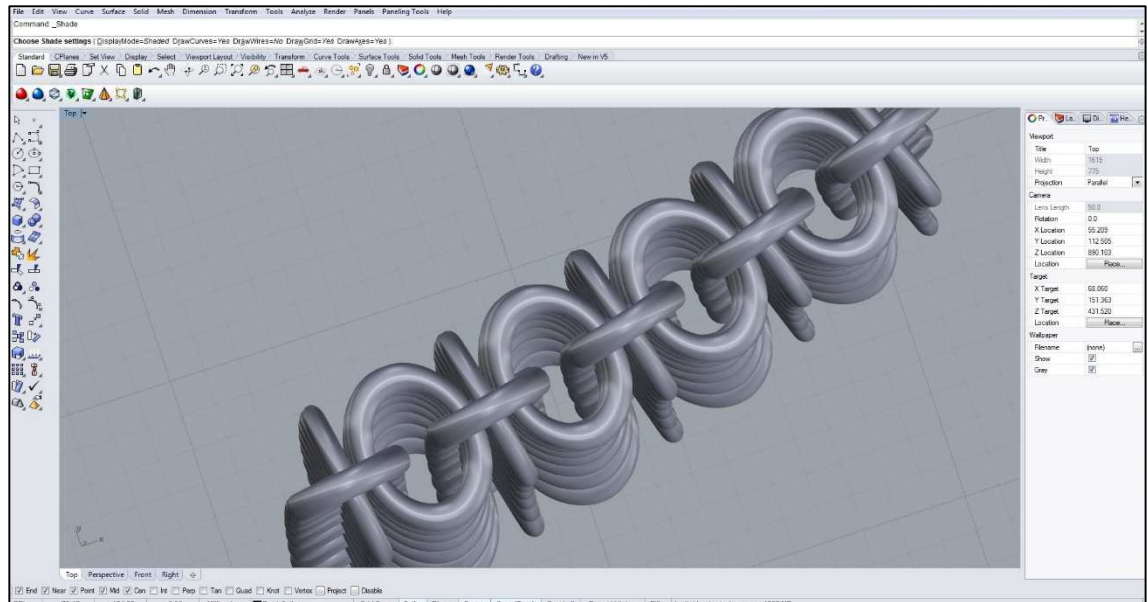 File Edit View Curve Surface Solid Mesh Dimension Transform Tools Analyze Render Panels Paneling Tools Help
Command: _Shade
Choose Shade settings ( DisplayMode=Shaded DrawCurves=Yes DrawWires=No DrawGrid=Yes DrawAxes=Yes )
Standard CPlanes Set View Display Select Viewport Layout Visibility Transform Curve Tools Surface Tools Solid Tools Mesh Tools Render Tools Drafting New in V5
Top
Pr.. La.. Di.. He..
Viewport
Title Top
Width 1615
Height 775
Projection Parallel
Camera
Lens Length 50.0
Rotation 0.0
X Location 55.209
Y Location 112.505
Z Location 890.103
Location Place...
Target
X Target 60.060
Y Target 151.363
Z Target 431.520
Location Place...
Wallpaper
Filename (none) ...
Show
Gray
y
x
Top Perspective Front Right
End Near Point Mid Cen Int Perp Tan Quad Knot Vertex Project Disable